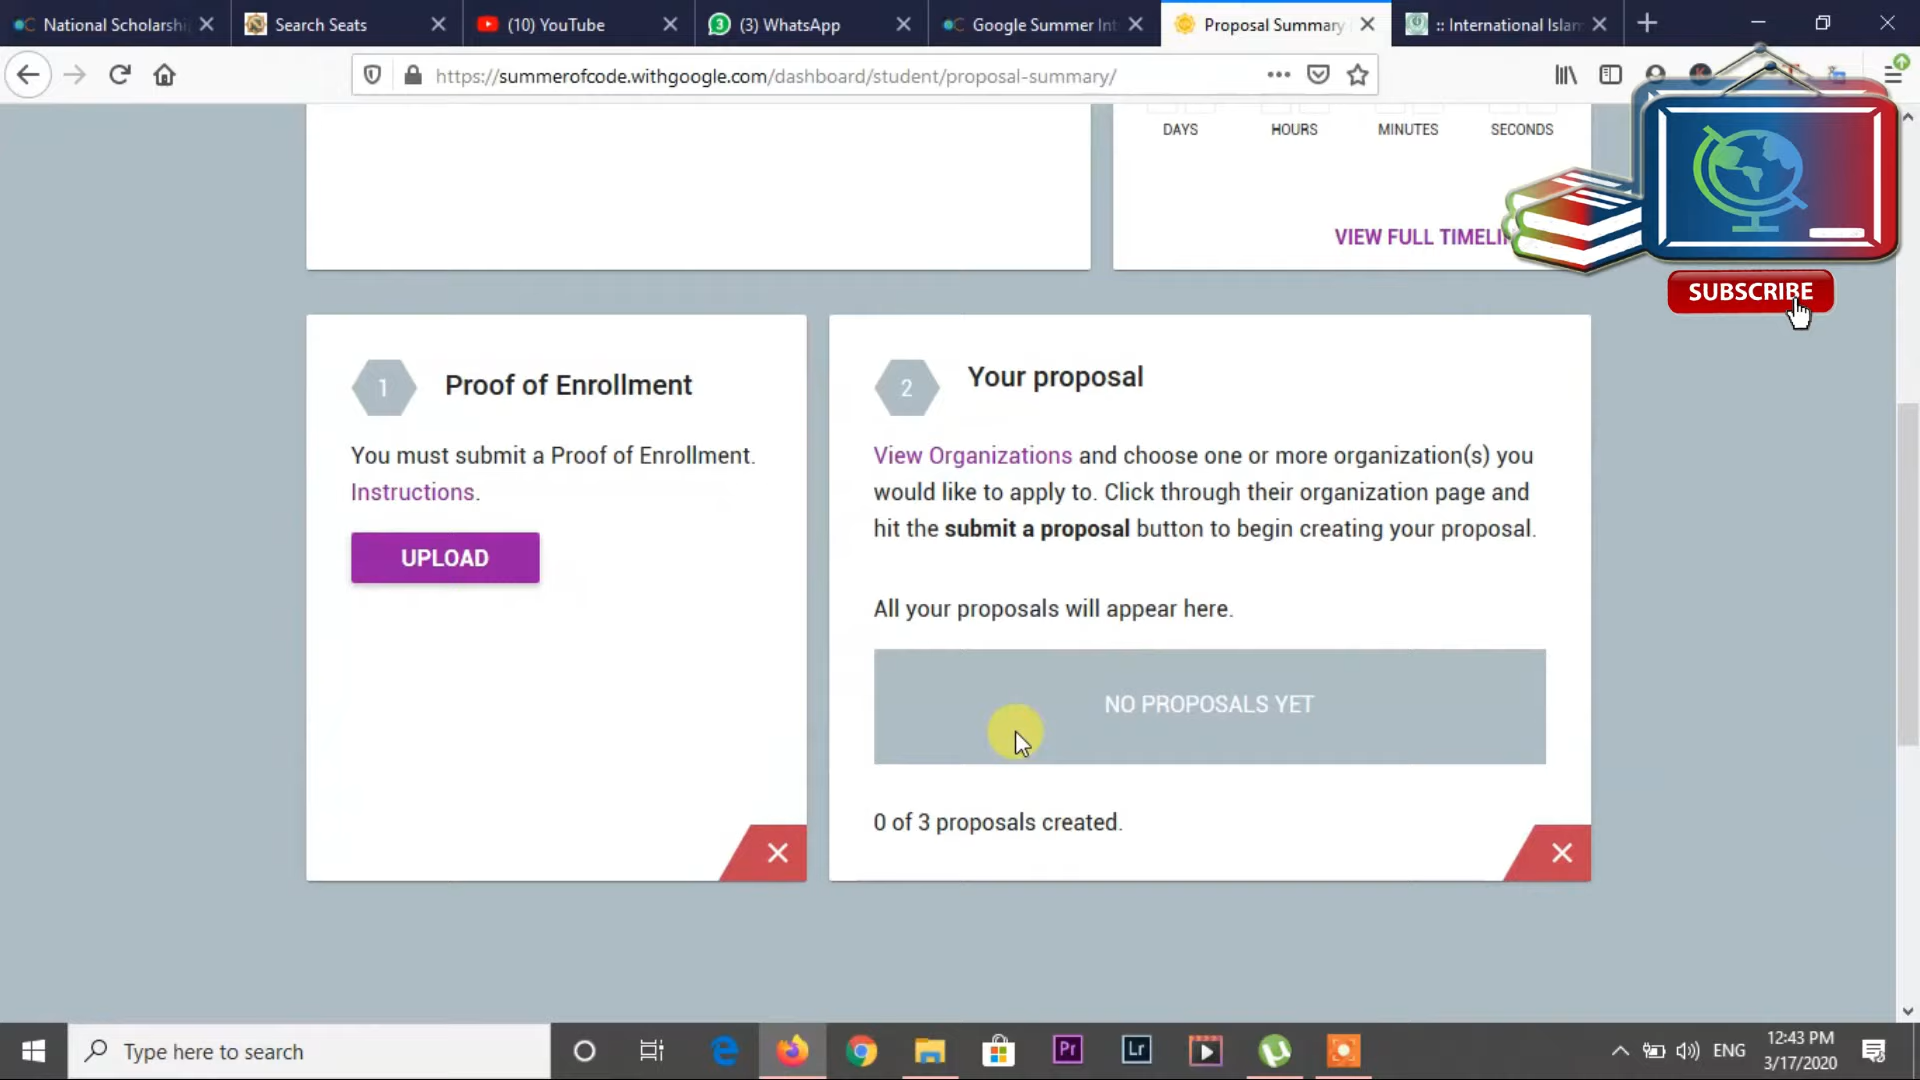 National Scholarshi
Search Seats
(10) YouTube
3
(3) WhatsApp
Google Summer Int
Proposal Summary
:: International Islam
https://summerofcode.withgoogle.com/dashboard/student/proposal-summary/
DAYS
HOURS
MINUTES
SECONDS
VIEW FULL TIMELI
SUBSCRIBE
1
Proof of Enrollment
You must submit a Proof of Enrollment.
Instructions.
UPLOAD
2
Your proposal
View Organizations and choose one or more organization(s) you
would like to apply to. Click through their organization page and
hit the submit a proposal button to begin creating your proposal.
All your proposals will appear here.
NO PROPOSALS YET
0 of 3 proposals created.
Type here to search
Pr
Lr
ENG
12:43 PM
3/17/2020